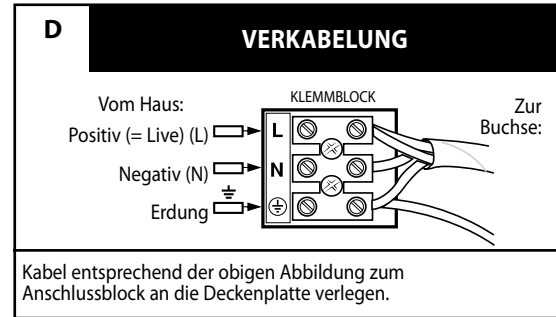 D
VERKABELUNG
Vom Haus:
KLEMMBLOCK
Zur
Buchse:
Positiv (= Live) (L)
L
Negativ (N)
N
Erdung
Kabel entsprechend der obigen Abbildung zum
Anschlussblock an die Deckenplatte verlegen.